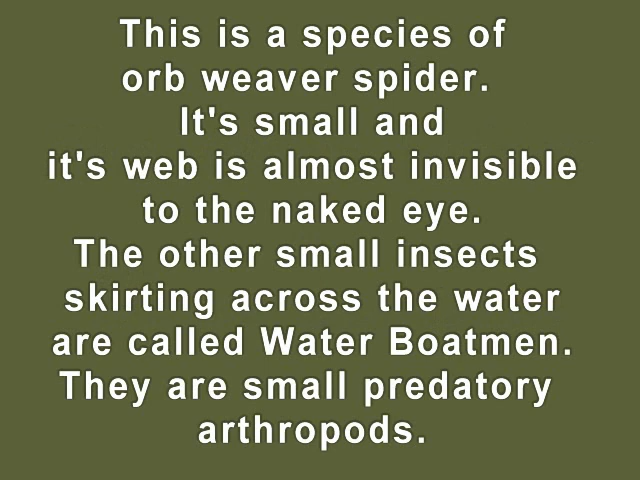 This is a species of
orb weaver spider.
It's small and
it's web is almost invisible
to the naked eye.
The other small insects
skirting across the water
are called Water Boatmen.
They are small predatory
arthropods.